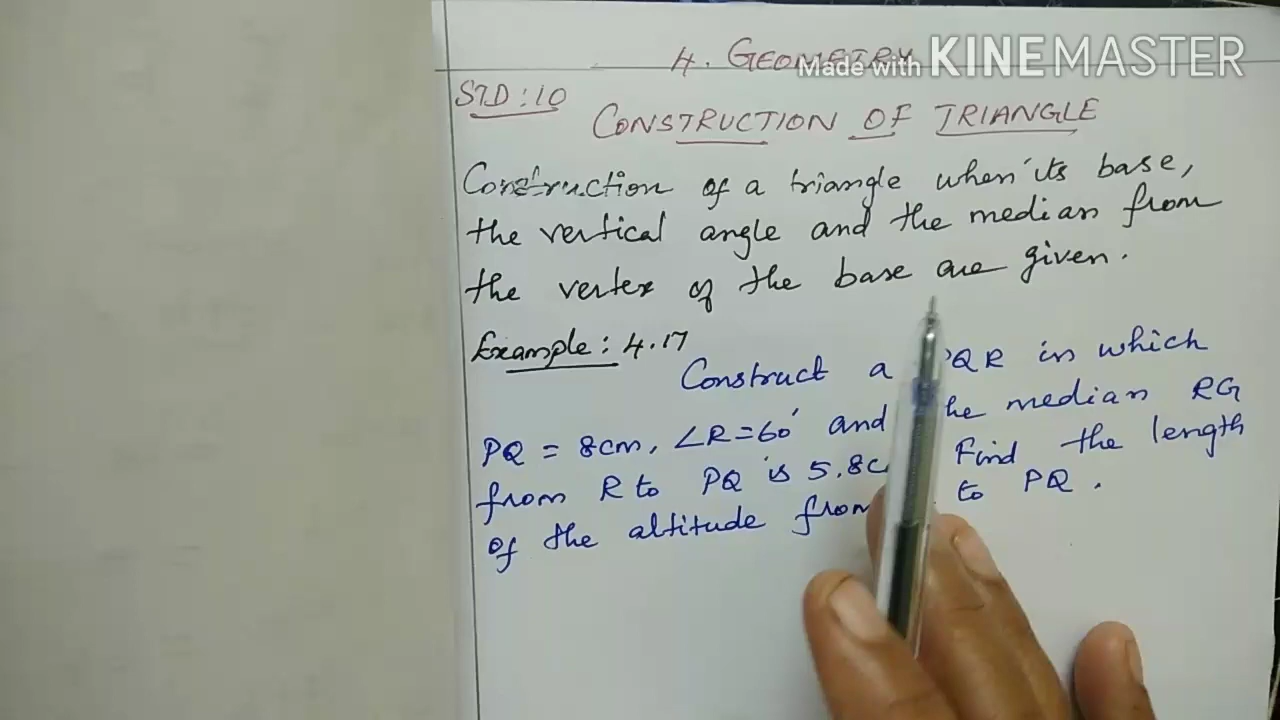 4. GEOMETRY
Made with KINEMASTER
STD:10
CONSTRUCTION OF TRIANGLE
Construction of a triangle when its base,
the vertical angle and the median from
the vertex of the base are given.
Example: 4.17
Construct a PQR in which
PQ = 8cm, ∠R=60° and the median RG
from R to PQ is 5.8c Find the length
of the altitude from to PQ.